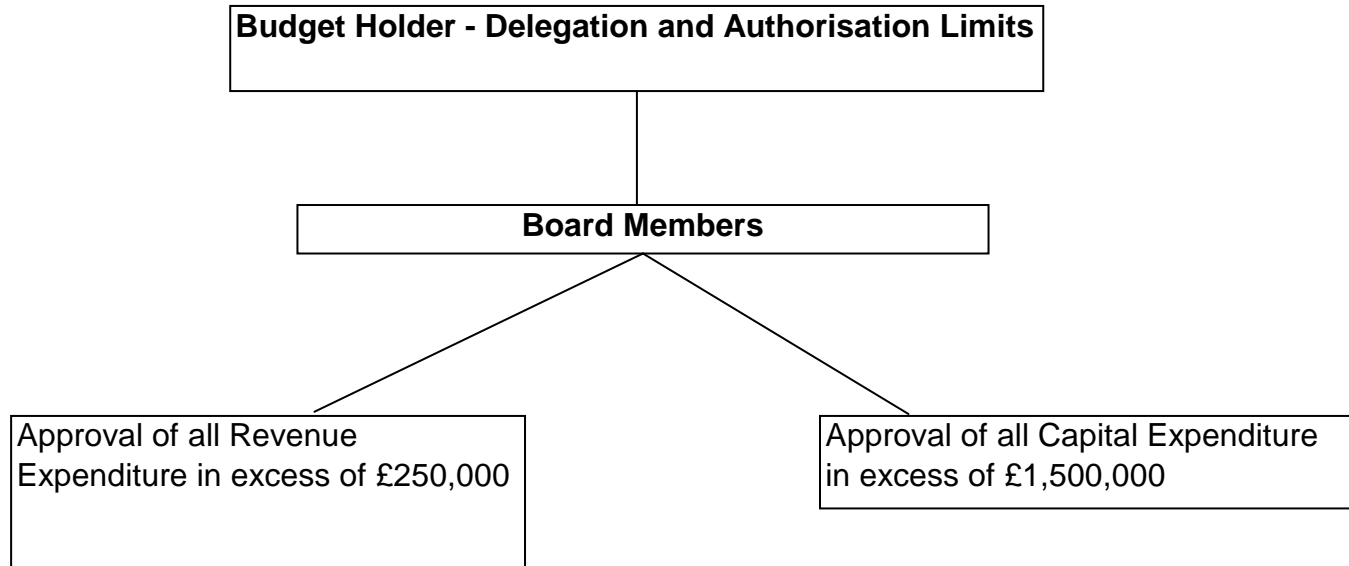 Budget Holder - Delegation and Authorisation Limits
Board Members
Approval of all Revenue
Expenditure in excess of £250,000
Approval of all Capital Expenditure
in excess of £1,500,000